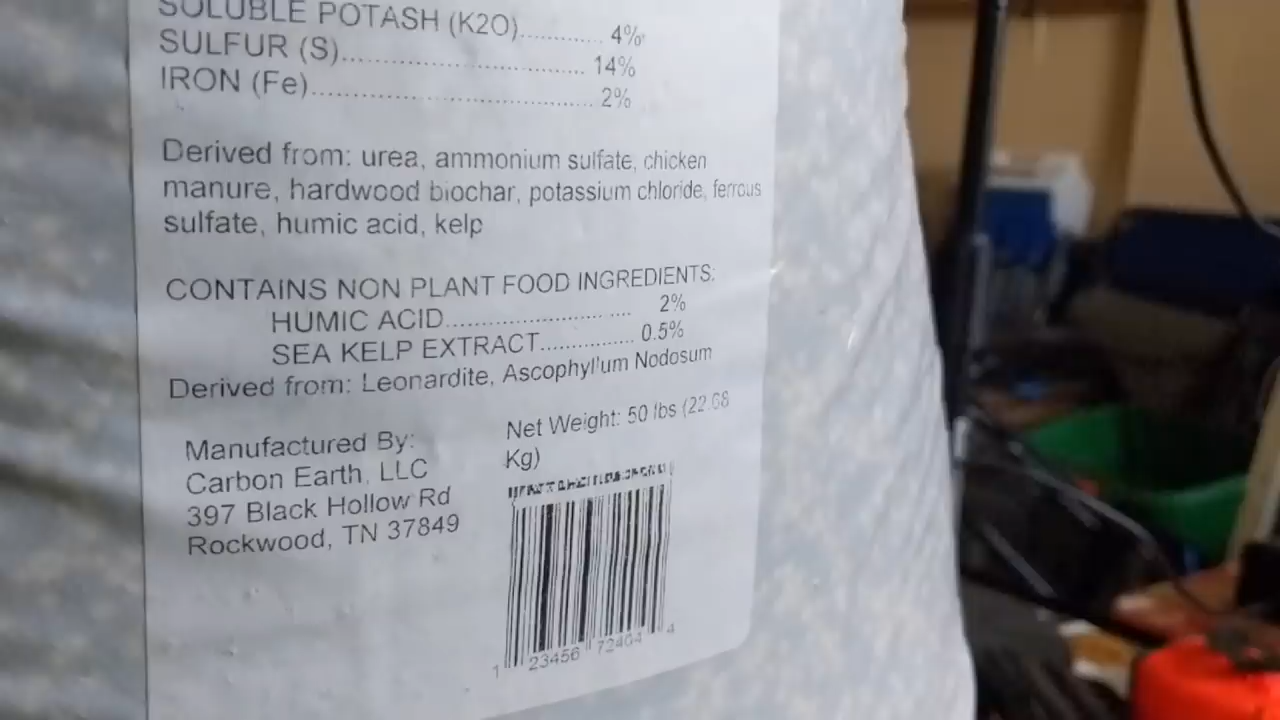 SOLUBLE POTASH (K2O)............ 4%
SULFUR (S)................................ 14%
IRON (Fe)..................................... 2%
Derived from: urea, ammonium sulfate, chicken
manure, hardwood biochar, potassium chloride, ferrous
sulfate, humic acid, kelp
CONTAINS NON PLANT FOOD INGREDIENTS:
HUMIC ACID............................ 2%
SEA KELP EXTRACT............... 0.5%
Derived from: Leonardite, Ascophyllum Nodosum
Manufactured By:
Carbon Earth, LLC
397 Black Hollow Rd
Rockwood, TN 37849
Net Weight: 50 lbs (22.68
Kg)
1 23456 72404 4